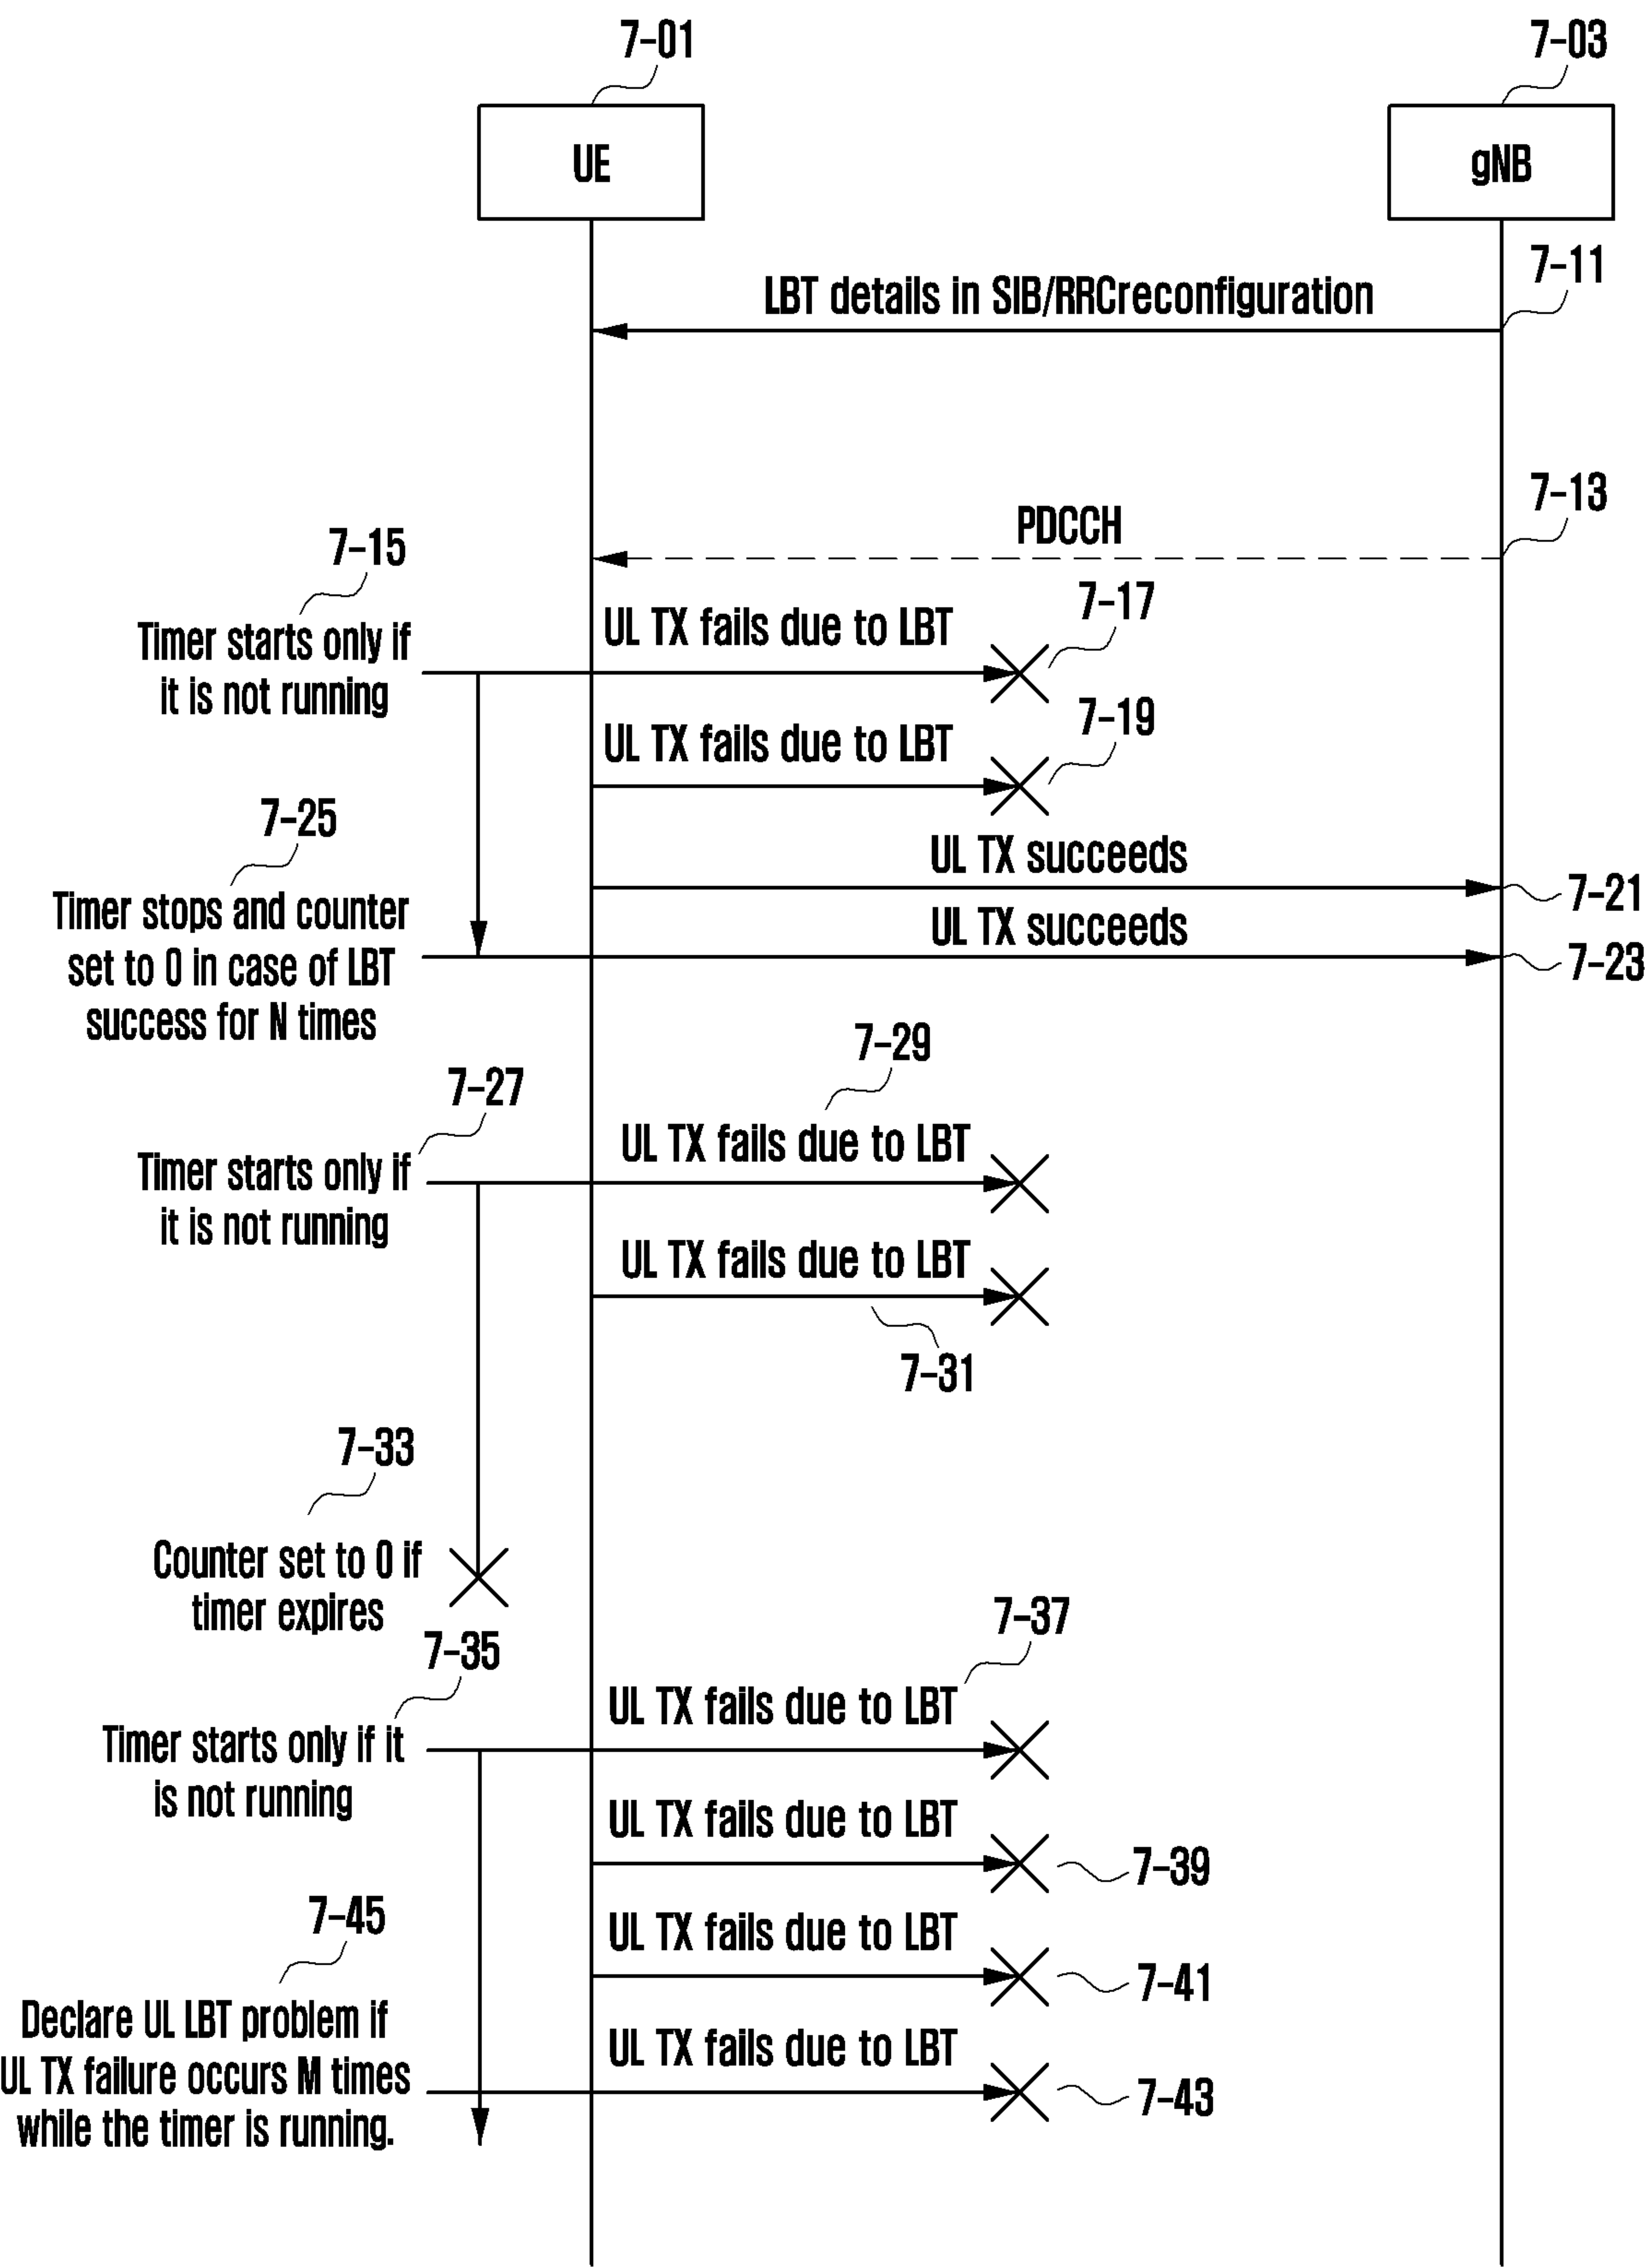 7-01
7-03
UE
gNB
7-11
LBT details in SIB/RRCreconfiguration
7-13
PDCCH
7-15
Timer starts only if
it is not running
UL TX fails due to LBT
7-17
UL TX fails due to LBT
7-19
7-25
Timer stops and counter
set to 0 in case of LBT
success for N times
UL TX succeeds
7-21
UL TX succeeds
7-23
7-27
Timer starts only if
it is not running
7-29
UL TX fails due to LBT
UL TX fails due to LBT
7-31
7-33
Counter set to 0 if
timer expires
7-35
Timer starts only if it
is not running
7-37
UL TX fails due to LBT
UL TX fails due to LBT
7-39
7-45
Declare UL LBT problem if
UL TX failure occurs M times
while the timer is running.
UL TX fails due to LBT
7-41
UL TX fails due to LBT
7-43